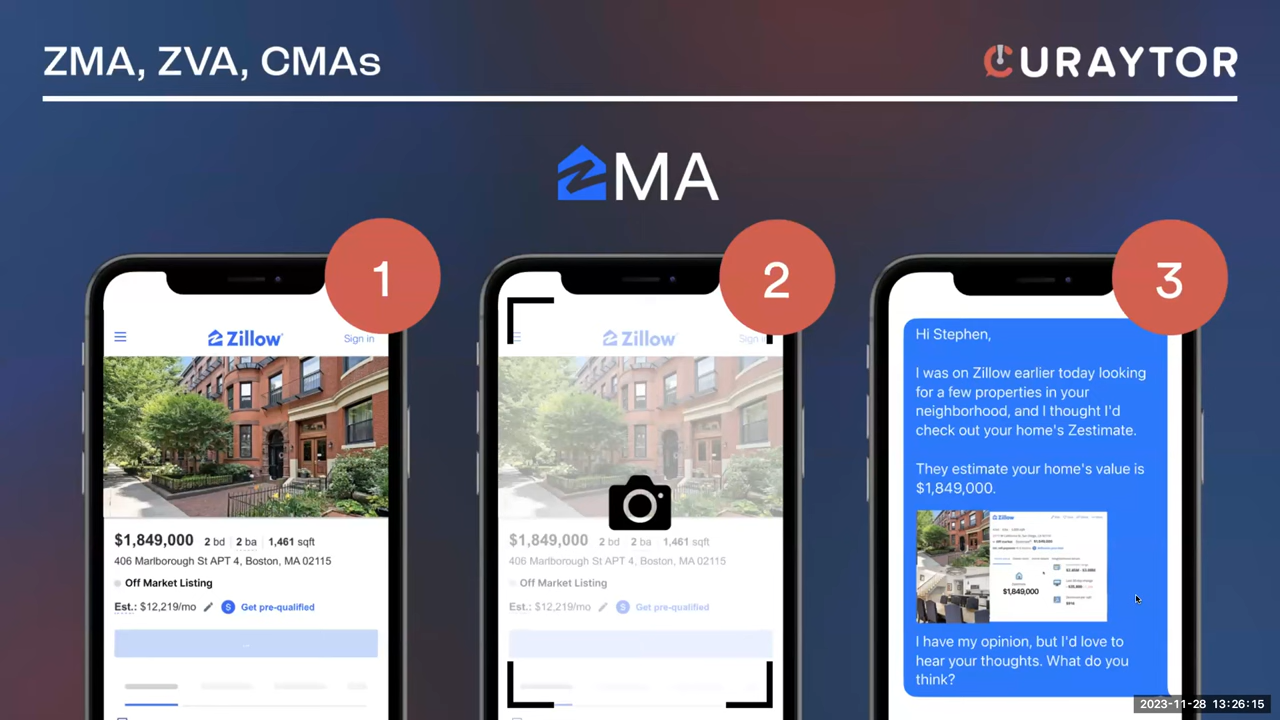 ZMA, ZVA, CMAs
CURAYTOR
ZMA
1
2
3
Zillow
Sign in
$1,849,000 2 bd 2 ba 1,461 sqft
406 Marlborough St APT 4, Boston, MA 02115
Off Market Listing
Est.: $12,219/mo S Get pre-qualified
Zillow
Sign in
$1,849,000 2 bd 2 ba 1,461 sqft
406 Marlborough St APT 4, Boston, MA 02115
Off Market Listing
Est.: $12,219/mo S Get pre-qualified
Hi Stephen,
I was on Zillow earlier today looking
for a few properties in your
neighborhood, and I thought I'd
check out your home's Zestimate.
They estimate your home's value is
$1,849,000.
Zillow
$1,849,000
I have my opinion, but I'd love to
hear your thoughts. What do you
think?
2023-11-28 13:26:15